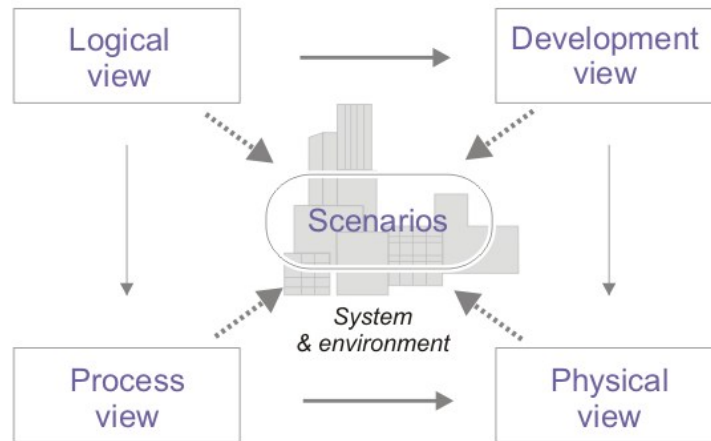 Logical
view
Development
view
Scenarios
System
& environment
Process
view
Physical
view